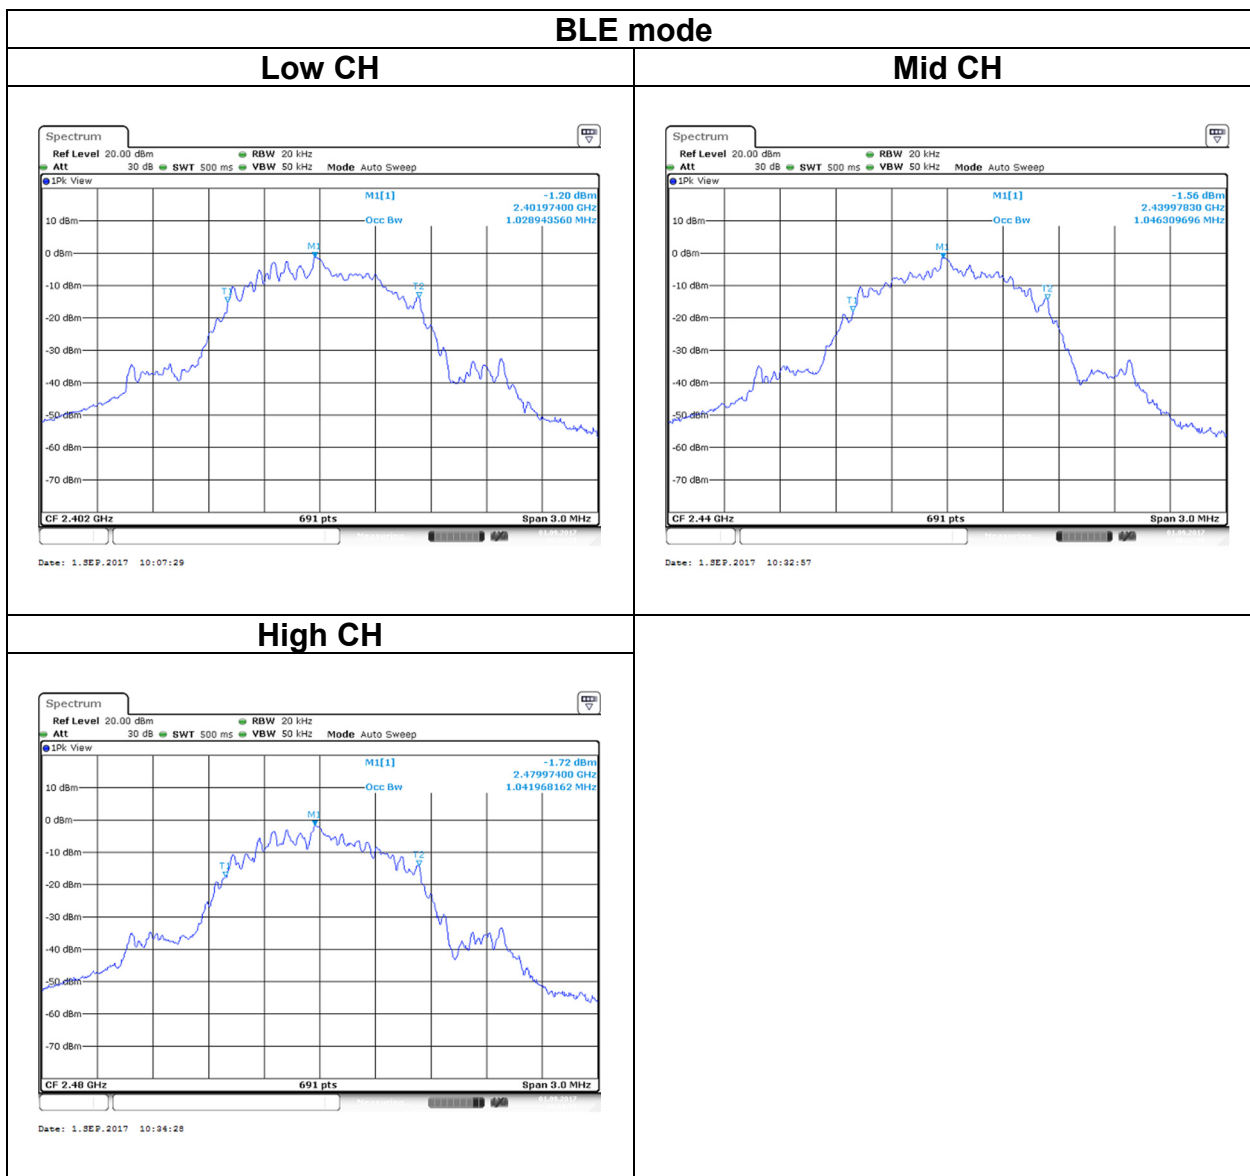 BLE mode
Low CH
Mid CH
Spectrum
Ref Level 20.00 dBm RBW 20 kHz
Att 30 dB SWT 500 ms VBW 50 kHz Mode Auto Sweep
1Pk View
M1[1] -1.20 dBm
2.40197400 GHz
Occ Bw 1.028943560 MHz
10 dBm
0 dBm
-10 dBm
-20 dBm
-30 dBm
-40 dBm
-50 dBm
-60 dBm
-70 dBm
M1
T1
T2
CF 2.402 GHz 691 pts Span 3.0 MHz
Date: 1.SEP.2017 10:07:29
Spectrum
Ref Level 20.00 dBm RBW 20 kHz
Att 30 dB SWT 500 ms VBW 50 kHz Mode Auto Sweep
1Pk View
M1[1] -1.56 dBm
2.43997830 GHz
Occ Bw 1.046309696 MHz
10 dBm
0 dBm
-10 dBm
-20 dBm
-30 dBm
-40 dBm
-50 dBm
-60 dBm
-70 dBm
M1
T1
T2
CF 2.44 GHz 691 pts Span 3.0 MHz
Date: 1.SEP.2017 10:32:57
High CH
Spectrum
Ref Level 20.00 dBm RBW 20 kHz
Att 30 dB SWT 500 ms VBW 50 kHz Mode Auto Sweep
1Pk View
M1[1] -1.72 dBm
2.47997400 GHz
Occ Bw 1.041968162 MHz
10 dBm
0 dBm
-10 dBm
-20 dBm
-30 dBm
-40 dBm
-50 dBm
-60 dBm
-70 dBm
M1
T1
T2
CF 2.48 GHz 691 pts Span 3.0 MHz
Date: 1.SEP.2017 10:34:28